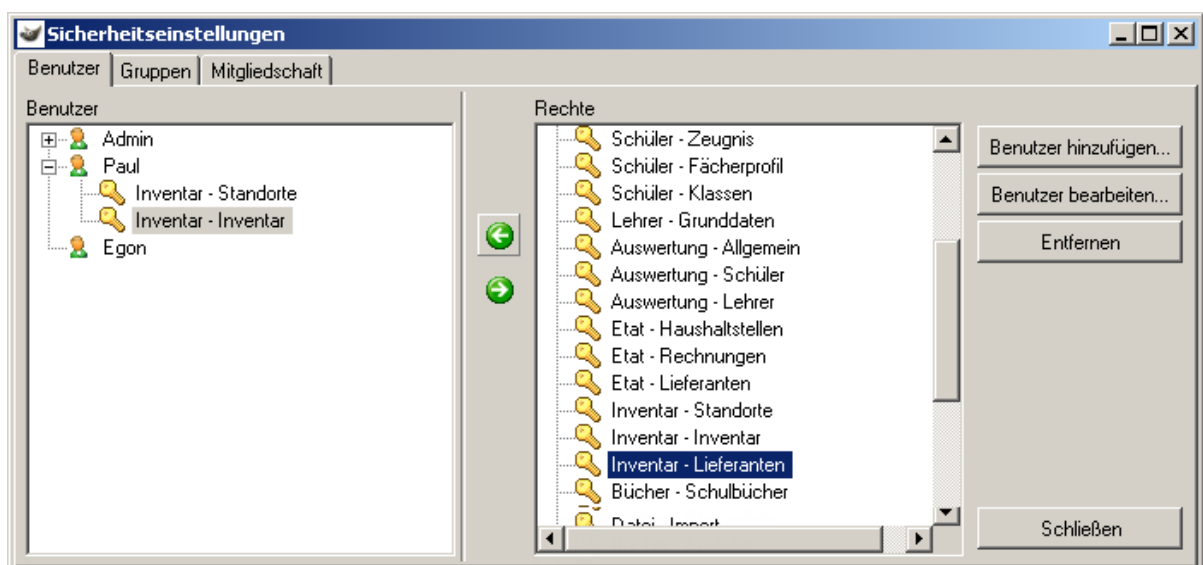 Sicherheitseinstellungen
Benutzer Gruppen Mitgliedschaft
Benutzer
Admin
Paul
Inventar - Standorte
Inventar - Inventar
Egon
Rechte
Schüler - Zeugnis
Schüler - Fächerprofil
Schüler - Klassen
Lehrer - Grunddaten
Auswertung - Allgemein
Auswertung - Schüler
Auswertung - Lehrer
Etat - Haushaltstellen
Etat - Rechnungen
Etat - Lieferanten
Inventar - Standorte
Inventar - Inventar
Inventar - Lieferanten
Bücher - Schulbücher
Datei - Import
Benutzer hinzufügen...
Benutzer bearbeiten...
Entfernen
Schließen